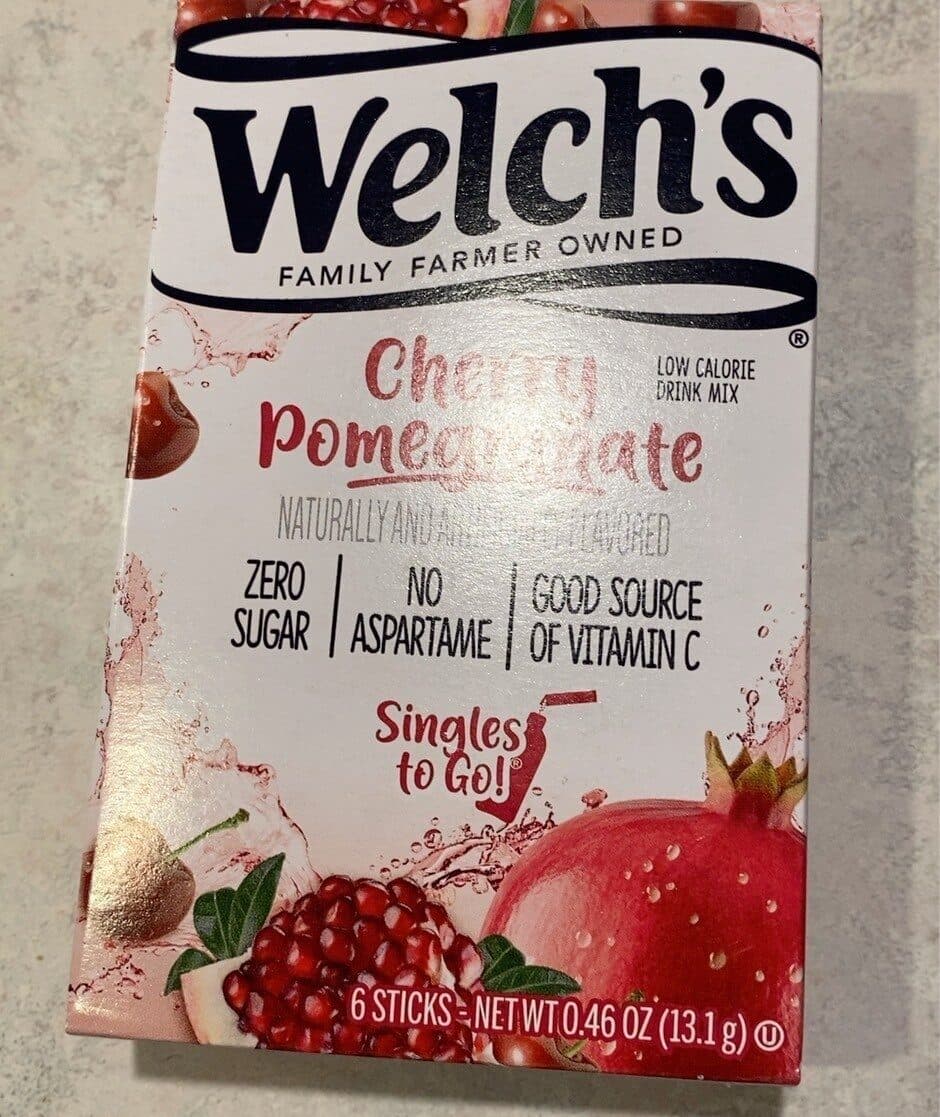 Welch's
FAMILY FARMER OWNED
®
Cherry
Pomegranate
LOW CALORIE
DRINK MIX
NATURALLY AND ARTIFICIALLY FLAVORED
ZERO
SUGAR
NO
ASPARTAME
GOOD SOURCE
OF VITAMIN C
Singles
to Go!®
6 STICKS - NET WT 0.46 OZ (13.1 g) U